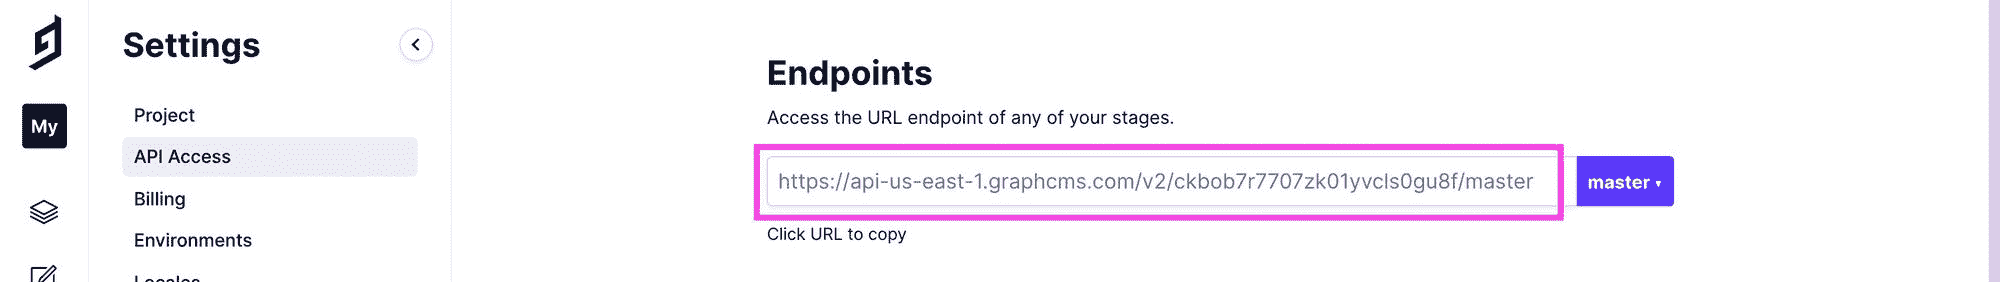 Settings
My
Project
API Access
Billing
Environments
Locales
Endpoints
Access the URL endpoint of any of your stages.
https://api-us-east-1.graphcms.com/v2/ckbob7r7707zk01yvcls0gu8f/master
master
Click URL to copy